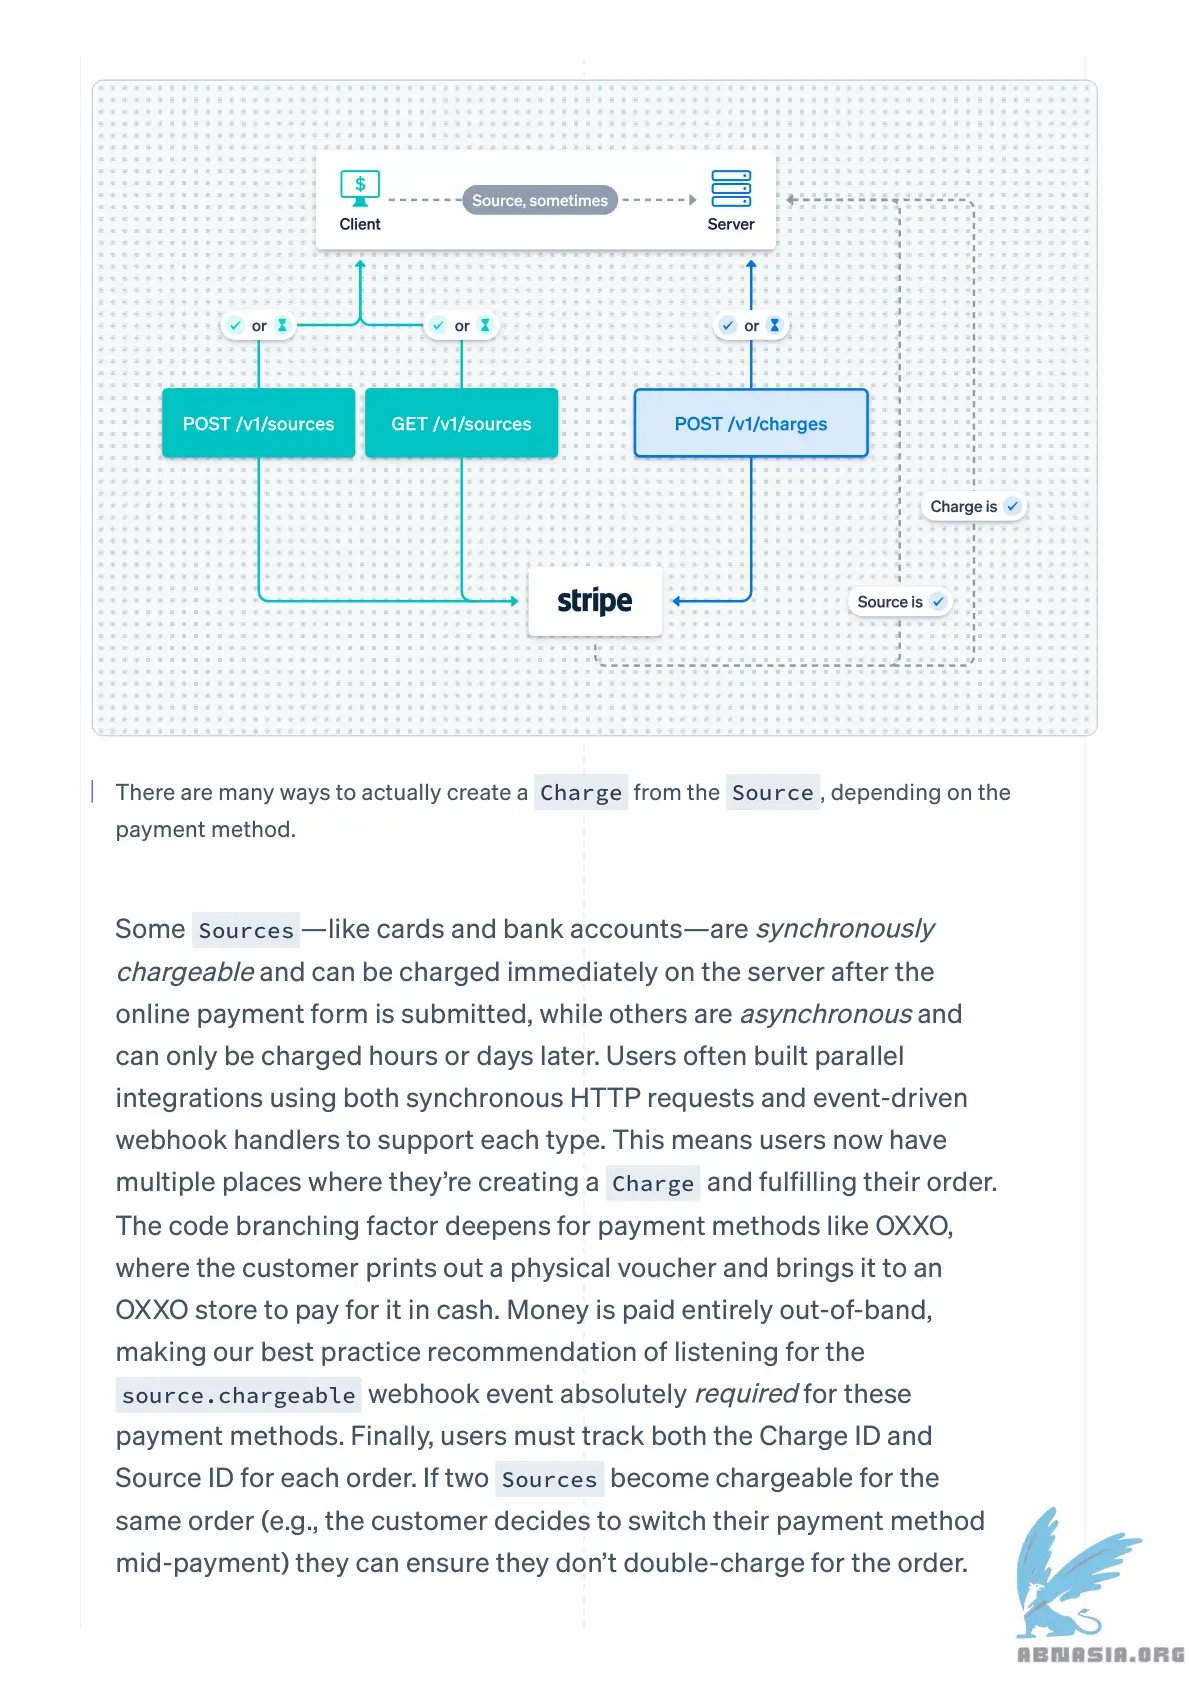 Source, sometimes
Client
Server
or
or
or
POST /v1/sources
GET /v1/sources
POST /v1/charges
Charge is
stripe
Source is
There are many ways to actually create a Charge from the Source, depending on the
payment method.
Some Sources—like cards and bank accounts—are synchronously
chargeable and can be charged immediately on the server after the
online payment form is submitted, while others are asynchronous and
can only be charged hours or days later. Users often built parallel
integrations using both synchronous HTTP requests and event-driven
webhook handlers to support each type. This means users now have
multiple places where they’re creating a Charge and fulfilling their order.
The code branching factor deepens for payment methods like OXXO,
where the customer prints out a physical voucher and brings it to an
OXXO store to pay for it in cash. Money is paid entirely out-of-band,
making our best practice recommendation of listening for the
source.chargeable webhook event absolutely required for these
payment methods. Finally, users must track both the Charge ID and
Source ID for each order. If two Sources become chargeable for the
same order (e.g., the customer decides to switch their payment method
mid-payment) they can ensure they don’t double-charge for the order.
ABNASIA.ORG